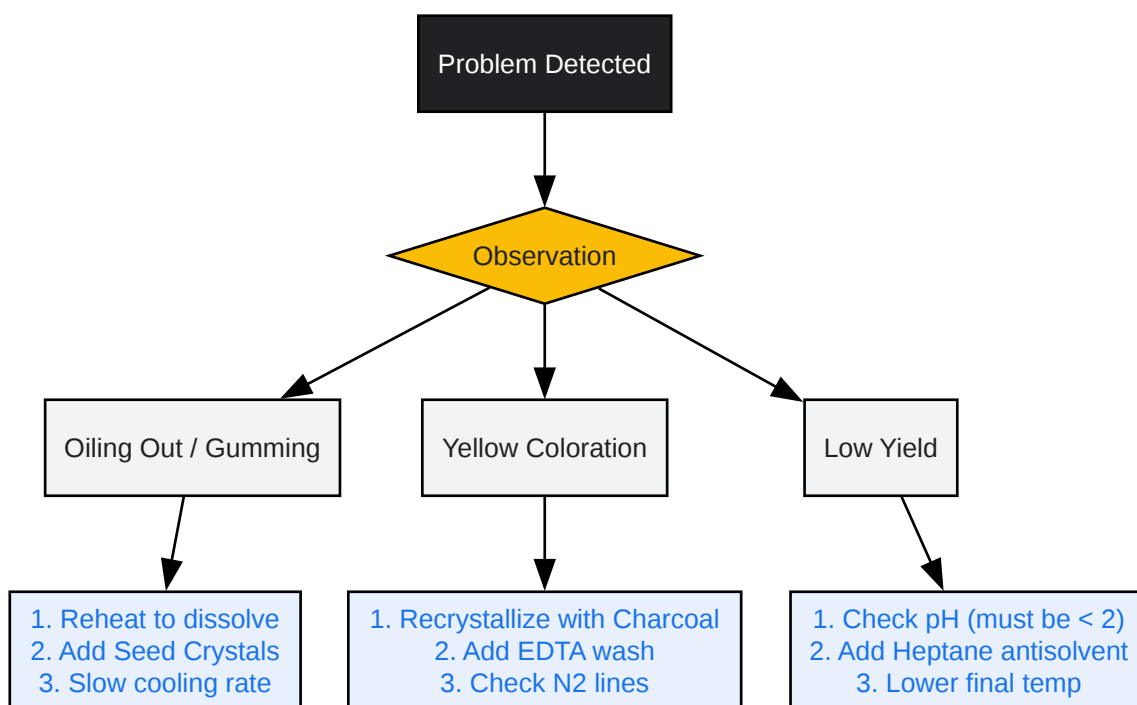 Problem Detected
Observation
Oiling Out / Gumming
Yellow Coloration
Low Yield
1. Reheat to dissolve
2. Add Seed Crystals
3. Slow cooling rate
1. Recrystallize with Charcoal
2. Add EDTA wash
3. Check N2 lines
1. Check pH (must be < 2)
2. Add Heptane antisolvent
3. Lower final temp